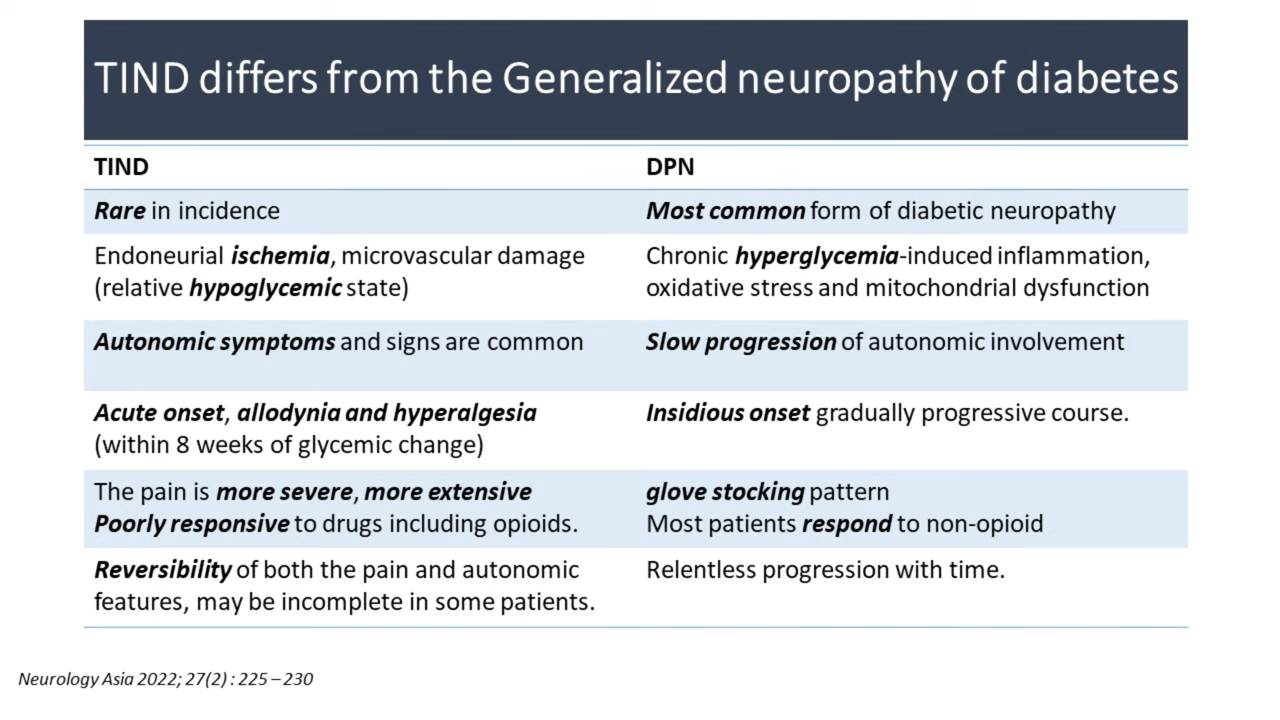 TIND differs from the Generalized neuropathy of diabetes
TIND
DPN
Rare in incidence
Most common form of diabetic neuropathy
Endoneurial ischemia, microvascular damage
(relative hypoglycemic state)
Chronic hyperglycemia-induced inflammation,
oxidative stress and mitochondrial dysfunction
Autonomic symptoms and signs are common
Slow progression of autonomic involvement
Acute onset, allodynia and hyperalgesia
(within 8 weeks of glycemic change)
Insidious onset gradually progressive course.
The pain is more severe, more extensive
Poorly responsive to drugs including opioids.
glove stocking pattern
Most patients respond to non-opioid
Reversibility of both the pain and autonomic
features, may be incomplete in some patients.
Relentless progression with time.
Neurology Asia 2022; 27(2) : 225 – 230